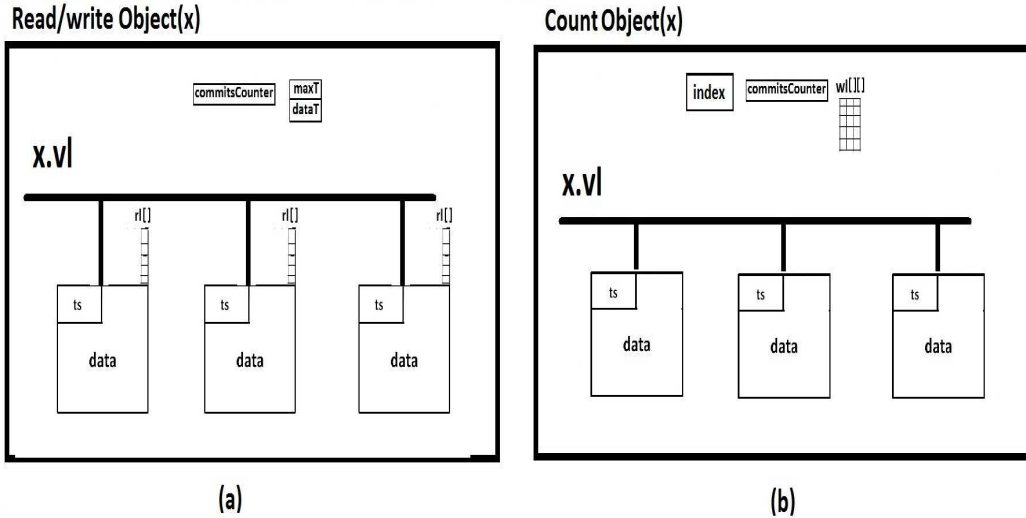 Read/write Object(x)
commitsCounter
maxT
dataT
x.vl
rl[] rl[] rl[]
ts ts ts
data data data
(a)
Count Object(x)
index
commitsCounter
wl[][]
x.vl
ts ts ts
data data data
(b)